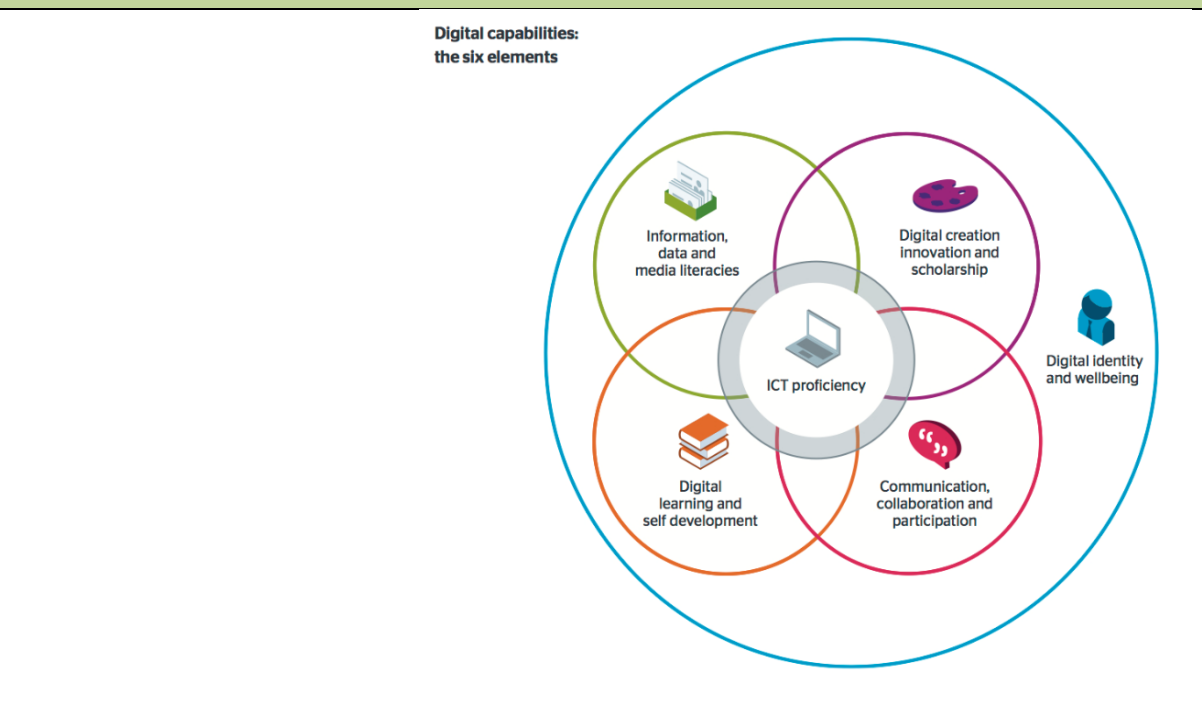 Digital capabilities:
the six elements
Information,
data and
media literacies
Digital creation
innovation and
scholarship
ICT proficiency
Digital identity
and wellbeing
Digital
learning and
self development
Communication,
collaboration and
participation